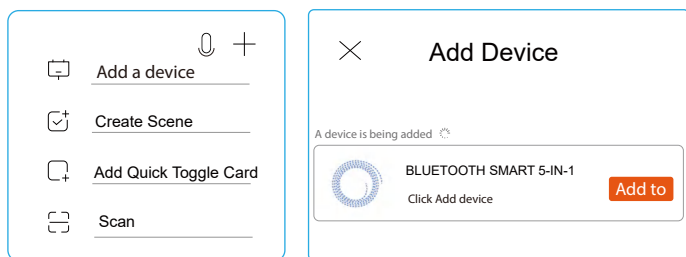 Add a device
Create Scene
Add Quick Toggle Card
Scan
Add Device
A device is being added
BLUETOOTH SMART 5-IN-1
Click Add device
Add to